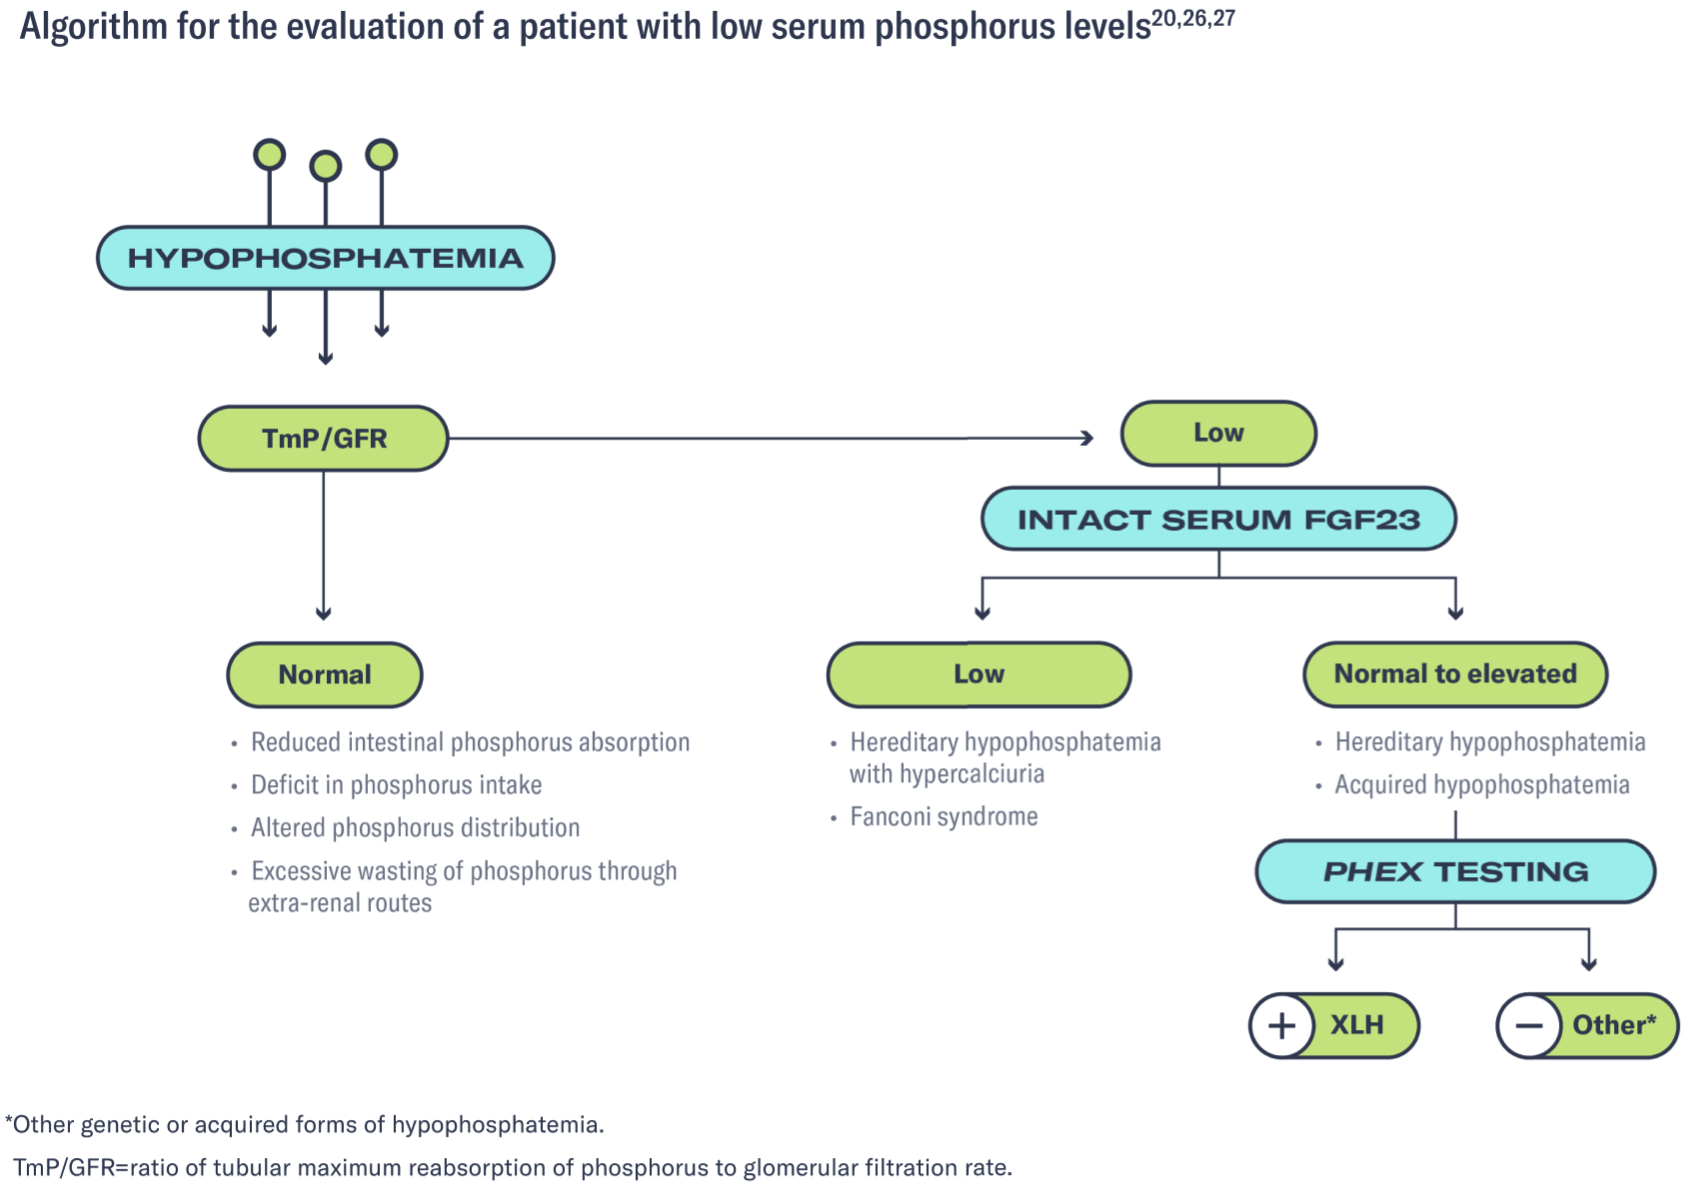 Algorithm for the evaluation of a patient with low serum phosphorus levels20,26,27
HYPOPHOSPHATEMIA
TmP/GFR
Low
INTACT SERUM FGF23
Normal
Low
Normal to elevated
• Reduced intestinal phosphorus absorption
• Deficit in phosphorus intake
• Altered phosphorus distribution
• Excessive wasting of phosphorus through
extra-renal routes
• Hereditary hypophosphatemia
with hypercalciuria
• Fanconi syndrome
• Hereditary hypophosphatemia
• Acquired hypophosphatemia
PHEX TESTING
+ XLH
− Other*
*Other genetic or acquired forms of hypophosphatemia.
TmP/GFR=ratio of tubular maximum reabsorption of phosphorus to glomerular filtration rate.